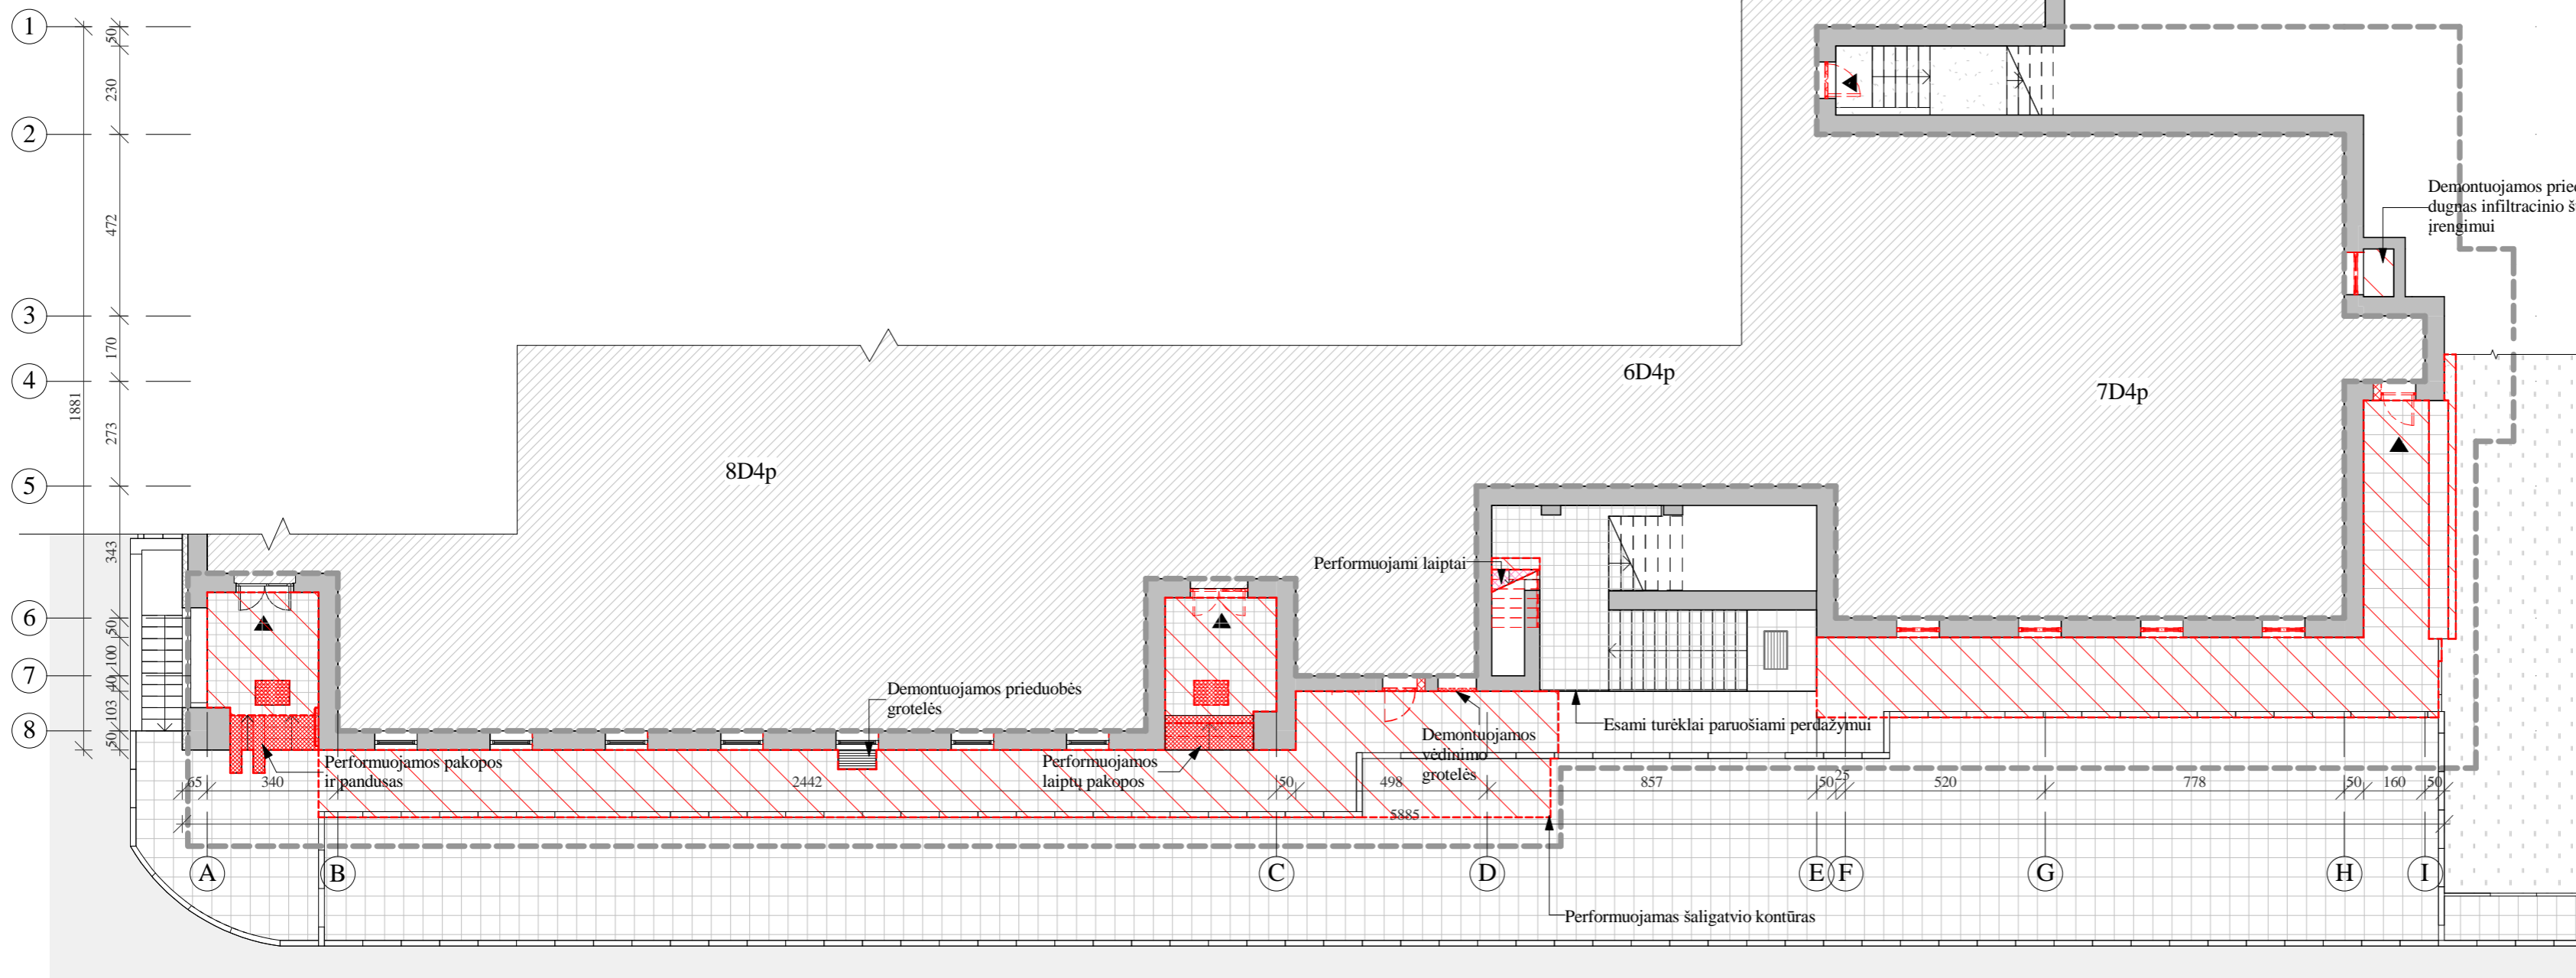 1
50
230
2
Demontuojamos
dugnas infiltracinio
įrengimui
472
3
170
6D4p
4
7D4p
1881
273
8D4p
5
343
Performuojami laiptai
6
50
100
7
40
Demontuojamos prieduobės
grotelės
103
8
50
Esami turėklai paruošiami perdažymui
Demontuojamos
vėdinimo
grotelės
Performuojamos pakopos
ir pandusas
Performuojamos
laiptų pakopos
65
340
2442
50
498
857
50
25
520
778
50
160
50
5885
A
B
C
D
E
F
G
H
I
Performuojamas šaligatvio kontūras